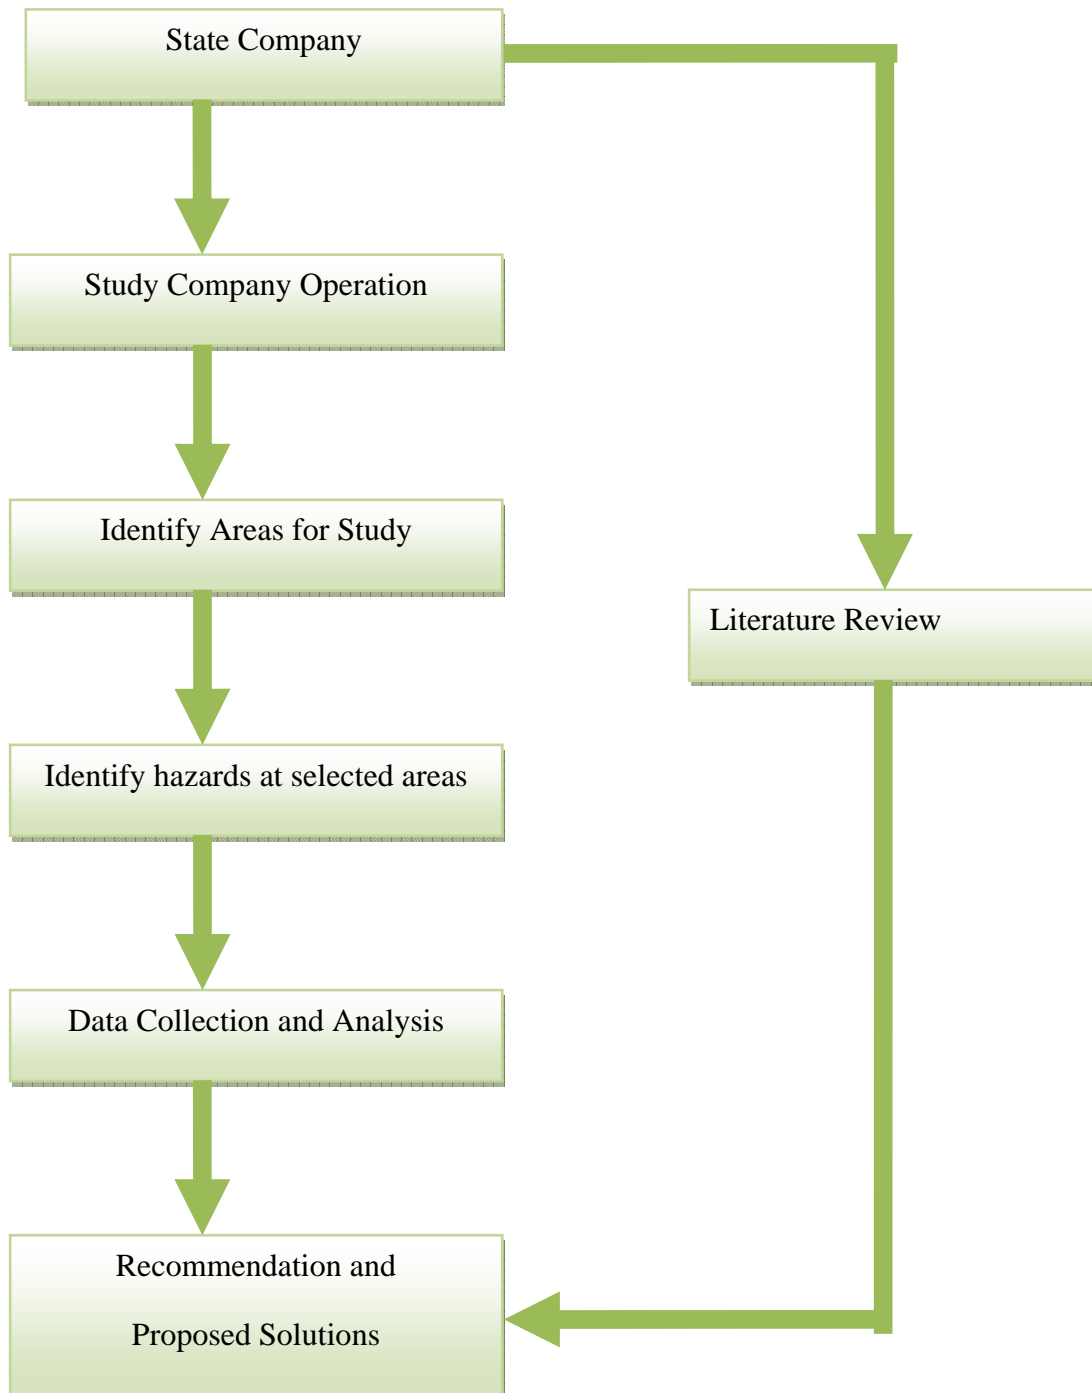 State Company
Study Company Operation
Identify Areas for Study
Literature Review
Identify hazards at selected areas
Data Collection and Analysis
Recommendation and
Proposed Solutions